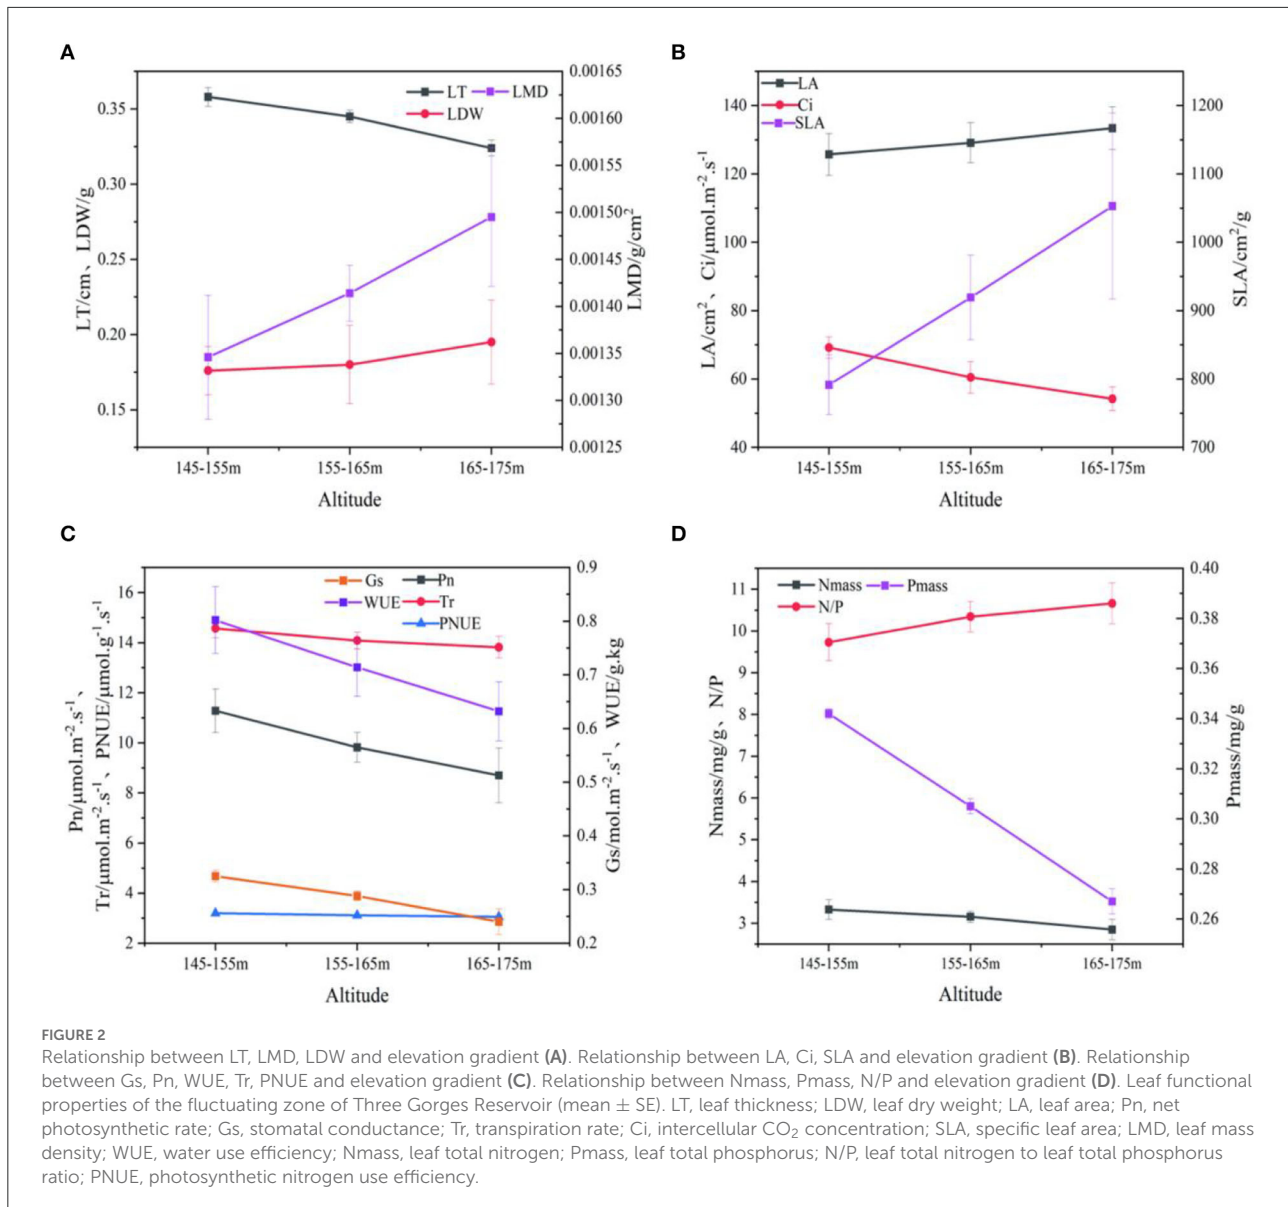 A
LT
LMD
LDW
0.35
0.30
0.25
0.20
0.15
LT/cm、LDW/g
0.00165
0.00160
0.00155
0.00150
0.00145
0.00140
0.00135
0.00130
0.00125
LMD/g/cm²
145-155m
155-165m
165-175m
Altitude
B
LA
Ci
SLA
140
120
100
80
60
40
LA/cm²、Ci/μmol.m⁻².s⁻¹
1200
1100
1000
900
800
700
SLA/cm²/g
145-155m
155-165m
165-175m
Altitude
C
Gs
Pn
WUE
Tr
PNUE
16
14
12
10
8
6
4
2
Pn/μmol.m⁻².s⁻¹、
Tr/μmol.m⁻².s⁻¹、PNUE/μmol.g⁻¹.s⁻¹
0.9
0.8
0.7
0.6
0.5
0.4
0.3
0.2
Gs/mol.m⁻².s⁻¹、WUE/g.kg
145-155m
155-165m
165-175m
Altitude
D
Nmass
Pmass
N/P
11
10
9
8
7
6
5
4
3
Nmass/mg/g、N/P
0.40
0.38
0.36
0.34
0.32
0.30
0.28
0.26
Pmass/mg/g
145-155m
155-165m
165-175m
Altitude
FIGURE 2
Relationship between LT, LMD, LDW and elevation gradient (A). Relationship between LA, Ci, SLA and elevation gradient (B). Relationship
between Gs, Pn, WUE, Tr, PNUE and elevation gradient (C). Relationship between Nmass, Pmass, N/P and elevation gradient (D). Leaf functional
properties of the fluctuating zone of Three Gorges Reservoir (mean ± SE). LT, leaf thickness; LDW, leaf dry weight; LA, leaf area; Pn, net
photosynthetic rate; Gs, stomatal conductance; Tr, transpiration rate; Ci, intercellular CO₂ concentration; SLA, specific leaf area; LMD, leaf mass
density; WUE, water use efficiency; Nmass, leaf total nitrogen; Pmass, leaf total phosphorus; N/P, leaf total nitrogen to leaf total phosphorus
ratio; PNUE, photosynthetic nitrogen use efficiency.